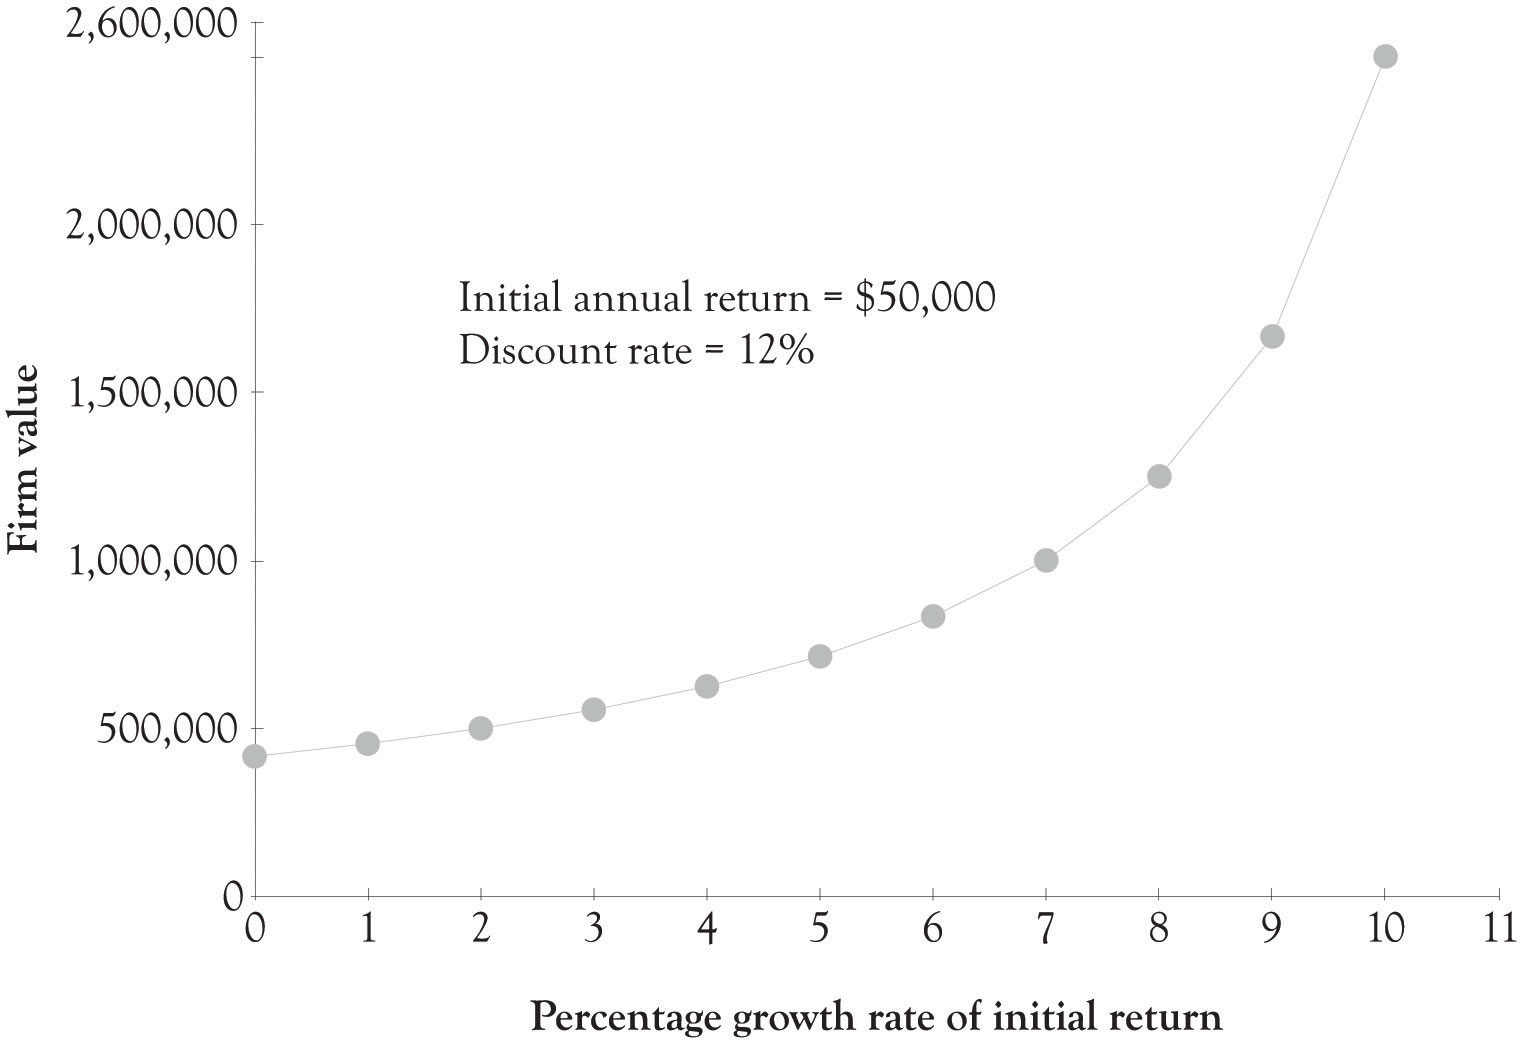 2,600,000
2,000,000
1,500,000
1,000,000
500,000
0
Firm value
Initial annual return = $50,000
Discount rate = 12%
0 1 2 3 4 5 6 7 8 9 10 11
Percentage growth rate of initial return